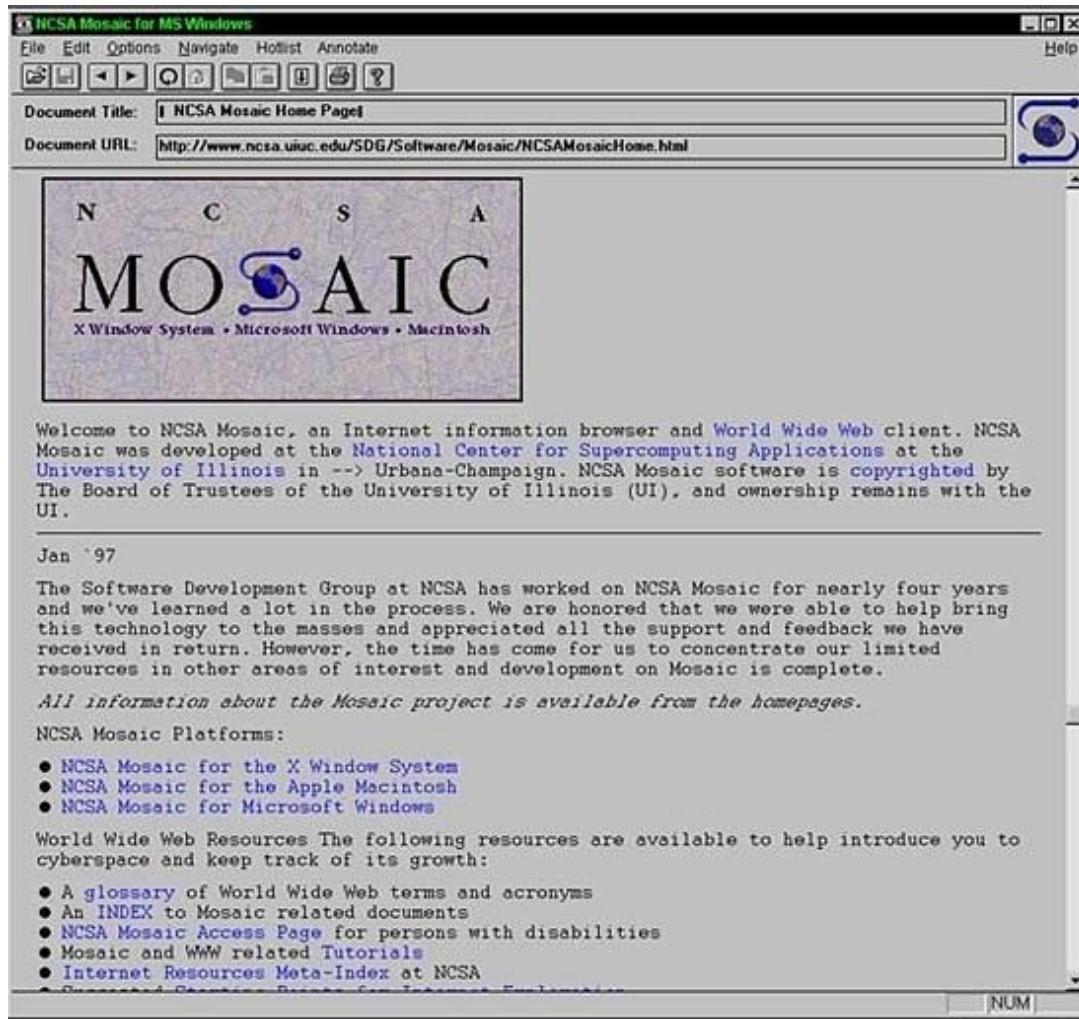 NCSA Mosaic for MS Windows
File Edit Options Navigate Hotlist Annotate Help
Document Title: NCSA Mosaic Home Page
Document URL: http://www.ncsa.uiuc.edu/SDG/Software/Mosaic/NCSAMosaicHome.html
N C S A
MOSAIC
X Window System • Microsoft Windows • Macintosh
Welcome to NCSA Mosaic, an Internet information browser and World Wide Web client. NCSA
Mosaic was developed at the National Center for Supercomputing Applications at the
University of Illinois in --> Urbana-Champaign. NCSA Mosaic software is copyrighted by
The Board of Trustees of the University of Illinois (UI), and ownership remains with the
UI.
Jan `97
The Software Development Group at NCSA has worked on NCSA Mosaic for nearly four years
and we've learned a lot in the process. We are honored that we were able to help bring
this technology to the masses and appreciated all the support and feedback we have
received in return. However, the time has come for us to concentrate our limited
resources in other areas of interest and development on Mosaic is complete.
All information about the Mosaic project is available from the homepages.
NCSA Mosaic Platforms:
● NCSA Mosaic for the X Window System
● NCSA Mosaic for the Apple Macintosh
● NCSA Mosaic for Microsoft Windows
World Wide Web Resources The following resources are available to help introduce you to
cyberspace and keep track of its growth:
● A glossary of World Wide Web terms and acronyms
● An INDEX to Mosaic related documents
● NCSA Mosaic Access Page for persons with disabilities
● Mosaic and WWW related Tutorials
● Internet Resources Meta-Index at NCSA
NUM